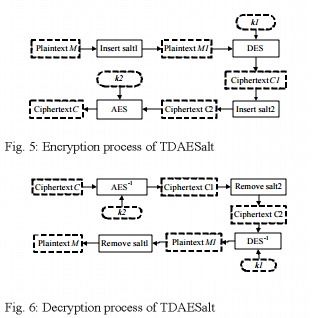 k1
Plaintext M Insert salt1 Plaintext M1 DES
k2 Ciphertext C1
Ciphertext C AES Ciphertext C2 Insert salt2
Fig. 5: Encryption process of TDAESalt
Ciphertext C AES-1 Ciphertext C1 Remove salt2
k2 Ciphertext C2
Plaintext M Remove salt1 Plaintext M1 DES-1
k1
Fig. 6: Decryption process of TDAESalt